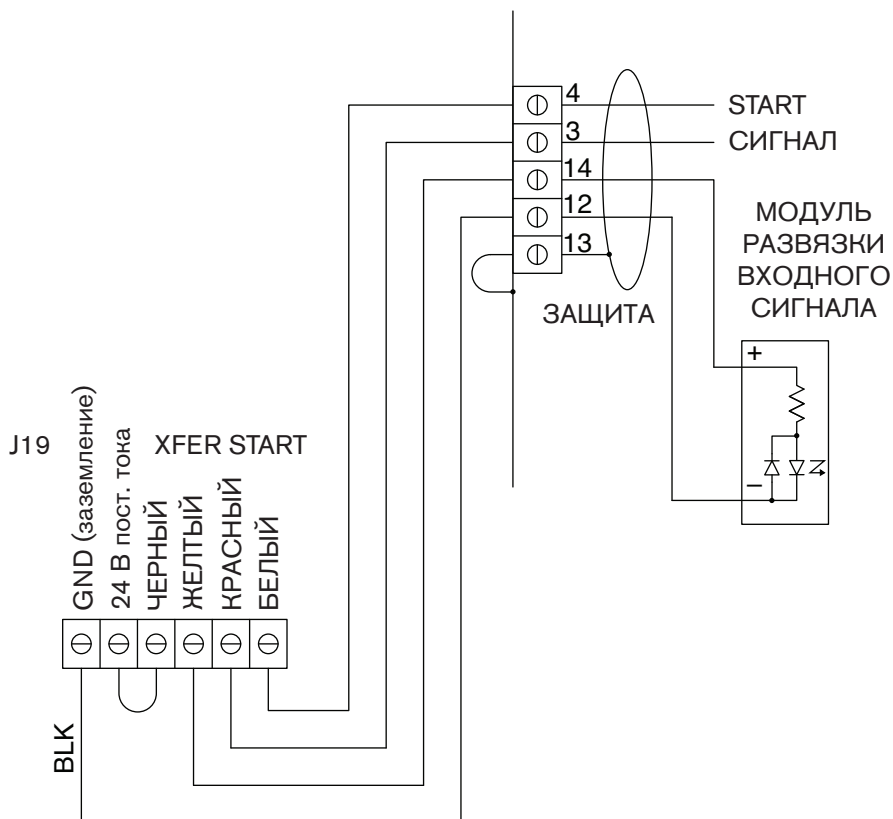 4
START
3
СИГНАЛ
14
12
13
ЗАЩИТА
МОДУЛЬ
РАЗВЯЗКИ
ВХОДНОГО
СИГНАЛА
+
–
J19
XFER START
GND (заземление)
24 В пост. тока
ЧЕРНЫЙ
ЖЕЛТЫЙ
КРАСНЫЙ
БЕЛЫЙ
BLK